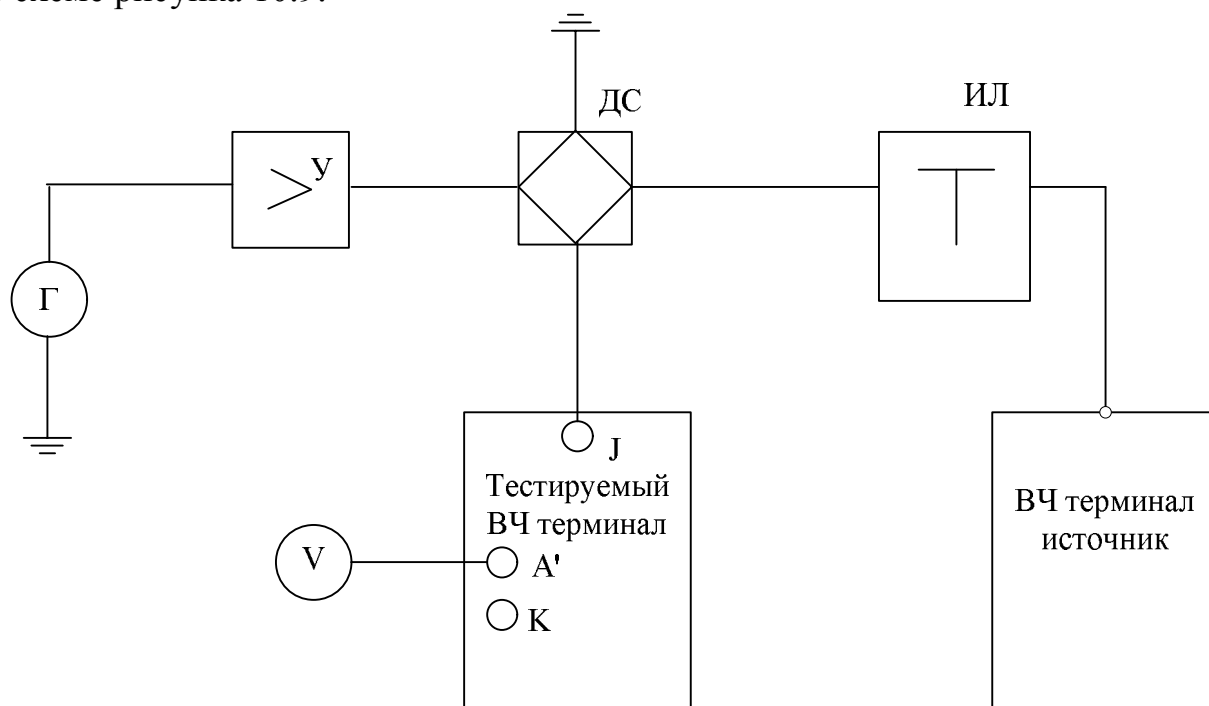 схеме рисунка 10.9.
ДС
ИЛ
У
Г
J
Тестируемый
ВЧ терминал
V
A'
K
ВЧ терминал
источник